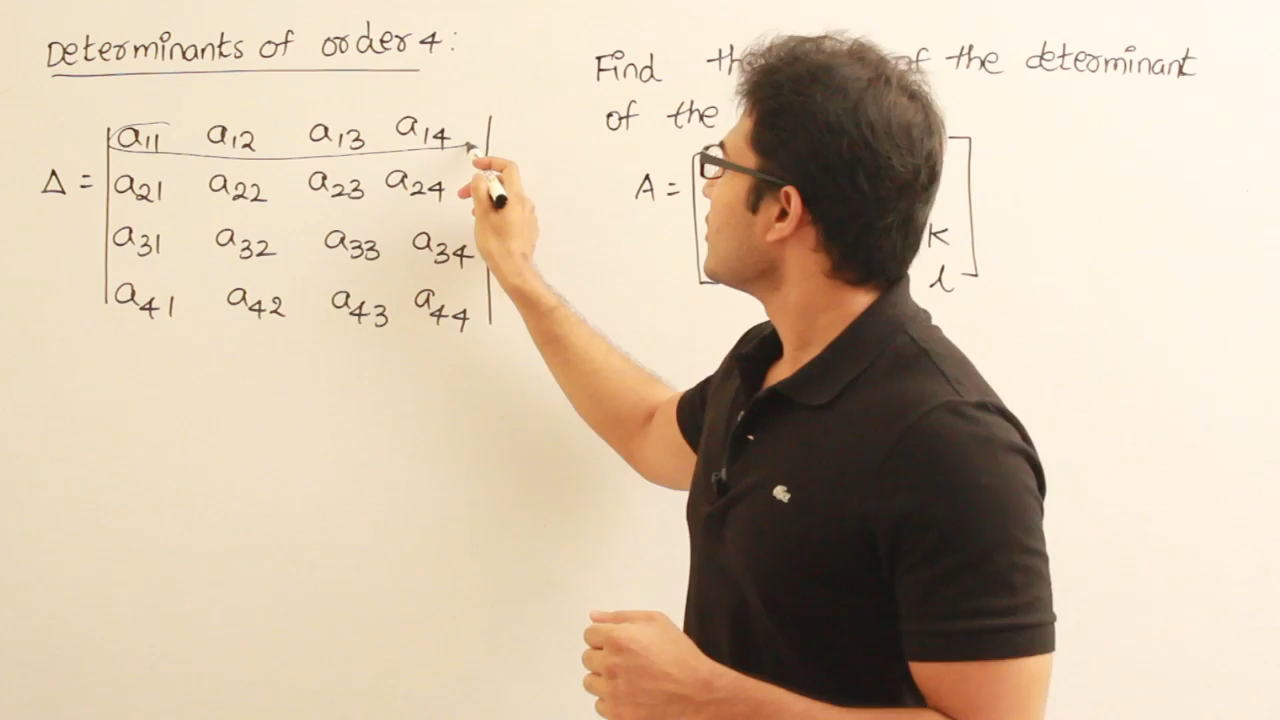 Determinants of order 4:
a11 a12 a13 a14
Δ = a21 a22 a23 a24
a31 a32 a33 a34
a41 a42 a43 a44
Find of the determinant
of the
A =
k
l